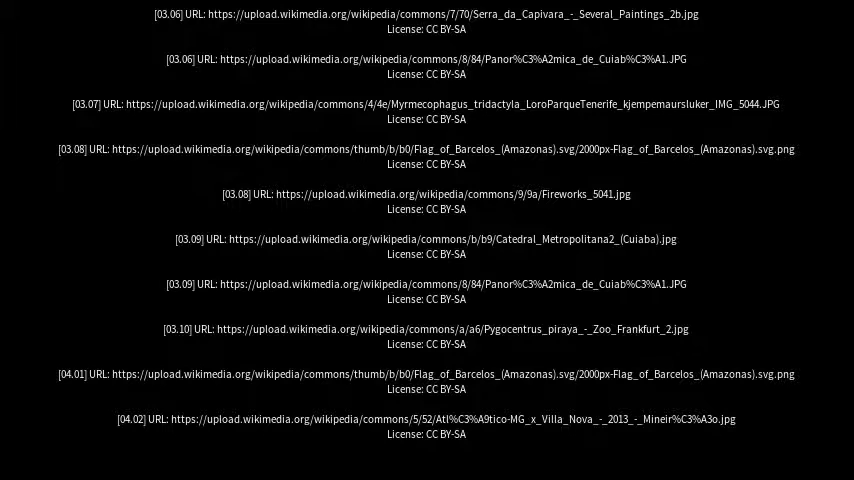 [03.06] URL: https://upload.wikimedia.org/wikipedia/commons/7/70/Serra_da_Capivara_-_Several_Paintings_2b.jpg
License: CC BY-SA
[03.06] URL: https://upload.wikimedia.org/wikipedia/commons/8/84/Panor%C3%A2mica_de_Cuiab%C3%A1.JPG
License: CC BY-SA
[03.07] URL: https://upload.wikimedia.org/wikipedia/commons/4/4e/Myrmecophagus_tridactyla_LoroParqueTenerife_kjempemaursluker_IMG_5044.JPG
License: CC BY-SA
[03.08] URL: https://upload.wikimedia.org/wikipedia/commons/thumb/b/b0/Flag_of_Barcelos_(Amazonas).svg/2000px-Flag_of_Barcelos_(Amazonas).svg.png
License: CC BY-SA
[03.08] URL: https://upload.wikimedia.org/wikipedia/commons/9/9a/Fireworks_5041.jpg
License: CC BY-SA
[03.09] URL: https://upload.wikimedia.org/wikipedia/commons/b/b9/Catedral_Metropolitana2_(Cuiaba).jpg
License: CC BY-SA
[03.09] URL: https://upload.wikimedia.org/wikipedia/commons/8/84/Panor%C3%A2mica_de_Cuiab%C3%A1.JPG
License: CC BY-SA
[03.10] URL: https://upload.wikimedia.org/wikipedia/commons/a/a6/Pygocentrus_piraya_-_Zoo_Frankfurt_2.jpg
License: CC BY-SA
[04.01] URL: https://upload.wikimedia.org/wikipedia/commons/thumb/b/b0/Flag_of_Barcelos_(Amazonas).svg/2000px-Flag_of_Barcelos_(Amazonas).svg.png
License: CC BY-SA
[04.02] URL: https://upload.wikimedia.org/wikipedia/commons/5/52/Atl%C3%A9tico-MG_x_Villa_Nova_-_2013_-_Mineir%C3%A3o.jpg
License: CC BY-SA